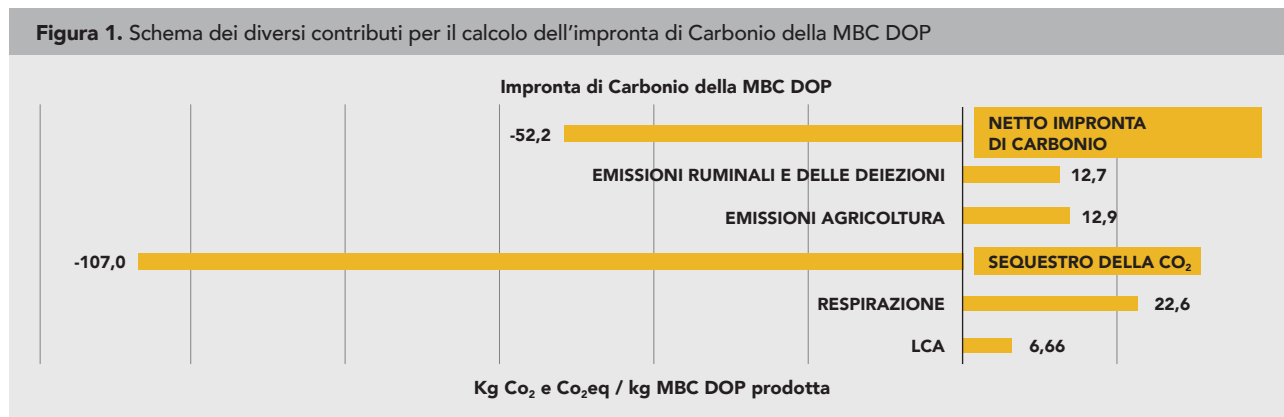 Figura 1. Schema dei diversi contributi per il calcolo dell'impronta di Carbonio della MBC DOP
Impronta di Carbonio della MBC DOP
-52,2
NETTO IMPRONTA
DI CARBONIO
EMISSIONI RUMINALI E DELLE DEIEZIONI
12,7
EMISSIONI AGRICOLTURA
12,9
-107,0
SEQUESTRO DELLA CO₂
RESPIRAZIONE
22,6
LCA
6,66
Kg Co₂ e Co₂eq / kg MBC DOP prodotta